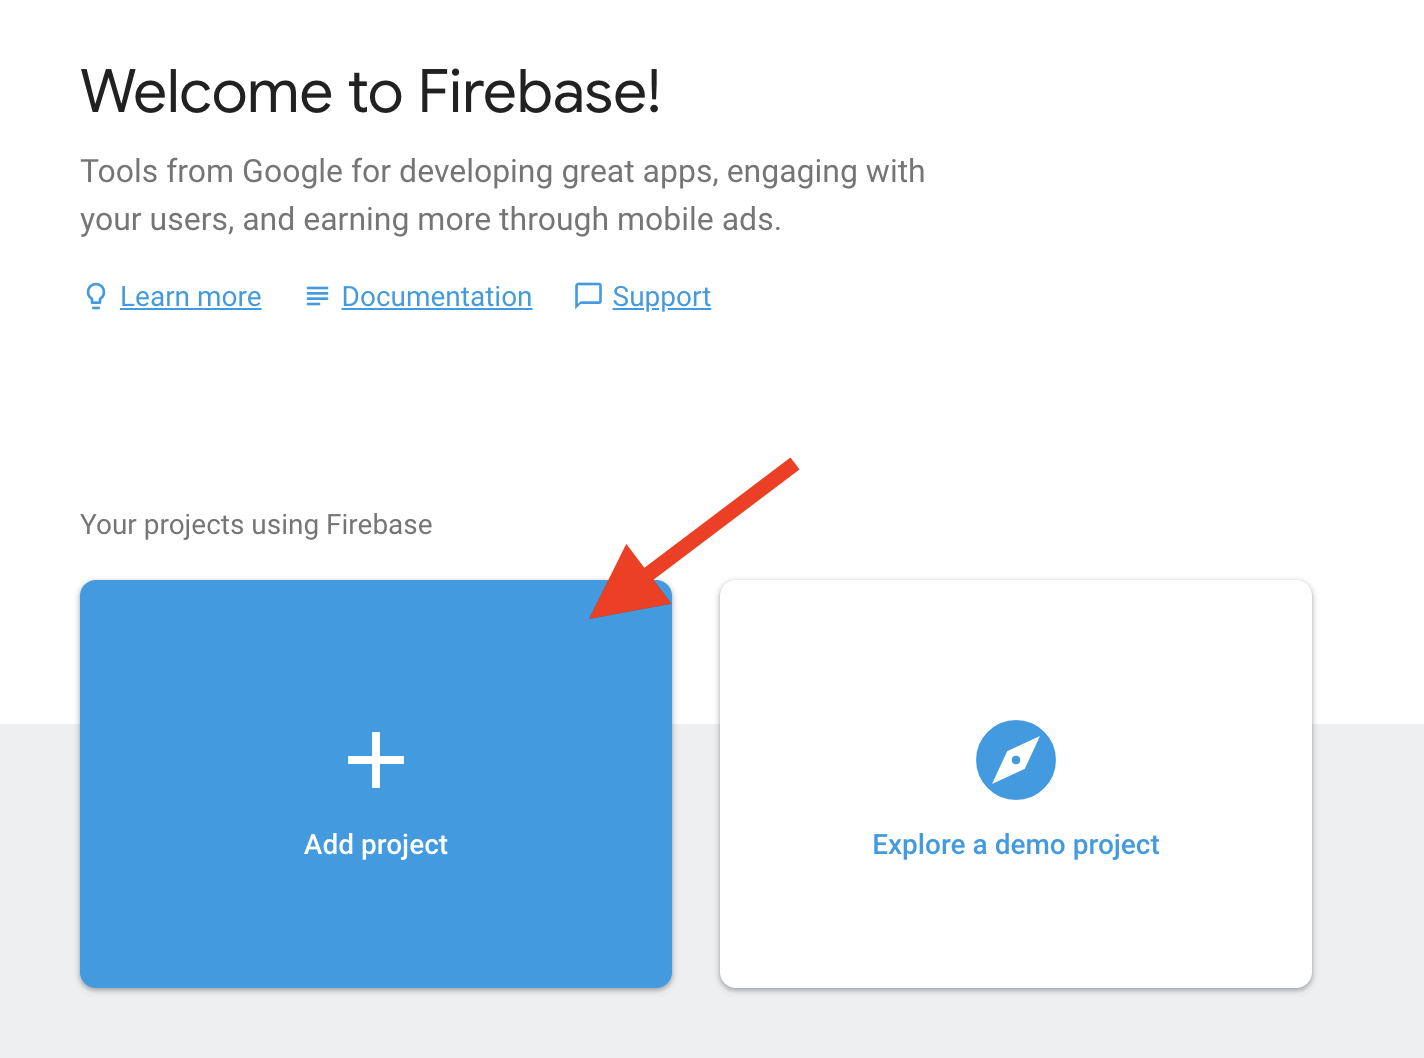 Welcome to Firebase!
Tools from Google for developing great apps, engaging with
your users, and earning more through mobile ads.
Learn more Documentation Support
Your projects using Firebase
Add project
Explore a demo project